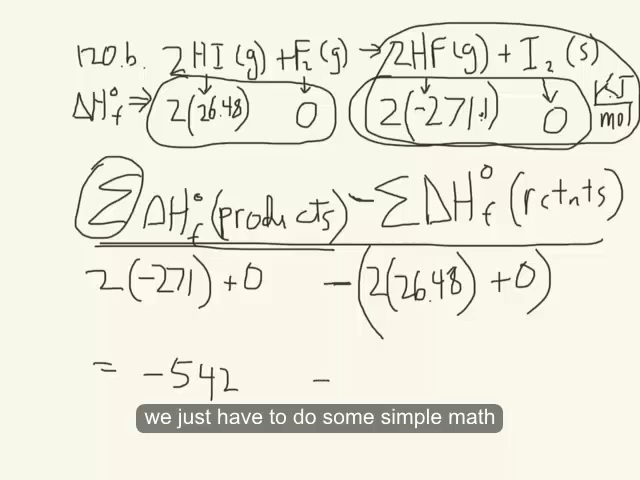 120.b. 2HI(g) + F₂(g) → 2HF(g) + I₂(s)
ΔH°f ⇒ 2(26.48) 0 2(-271.1) 0 KJ/mol
Σ ΔH°f (products) - Σ ΔH°f (rctnts)
2(-271) + 0 - (2(26.48) + 0)
= -542 -
we just have to do some simple math